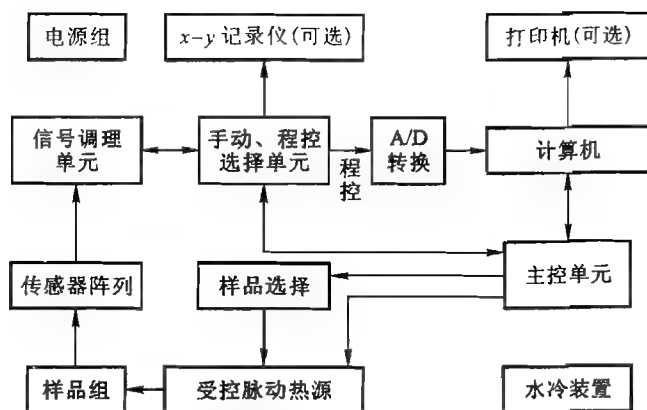 电源组
x-y 记录仪(可选)
打印机(可选)
信号调理
单元
手动、程控
选择单元
程控
A/D
转换
计算机
传感器阵列
样品选择
主控单元
样品组
受控脉动热源
水冷装置